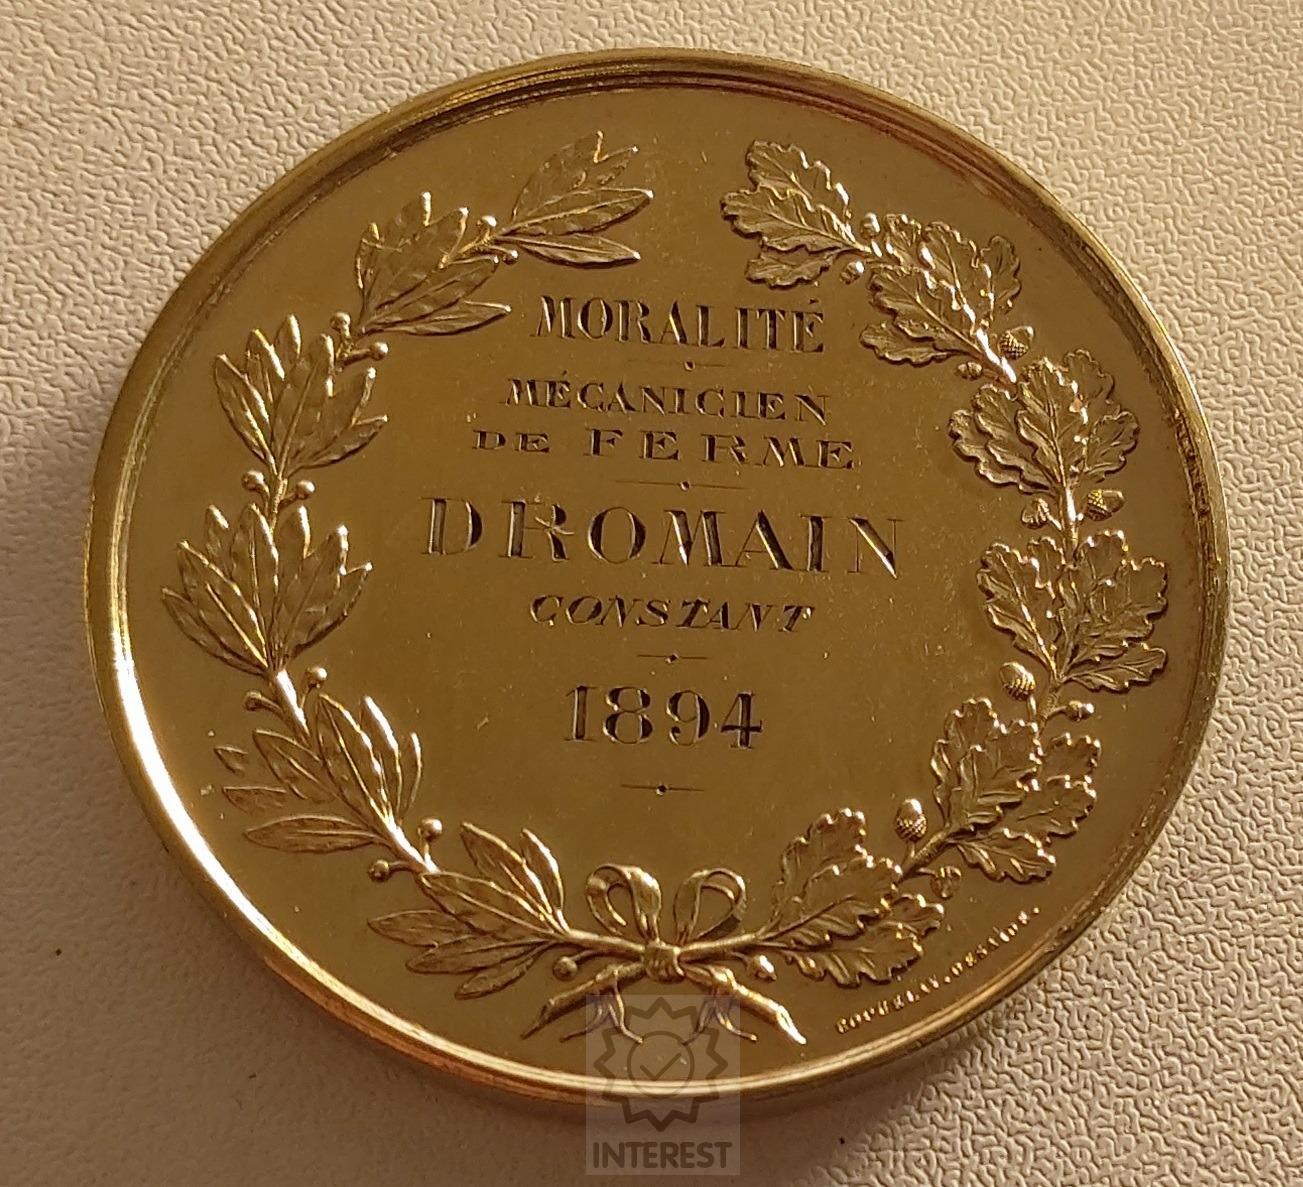 MORALITÉ
MÉCANICIEN
DE FERME
DROMAIN
CONSTANT
1894
INTEREST